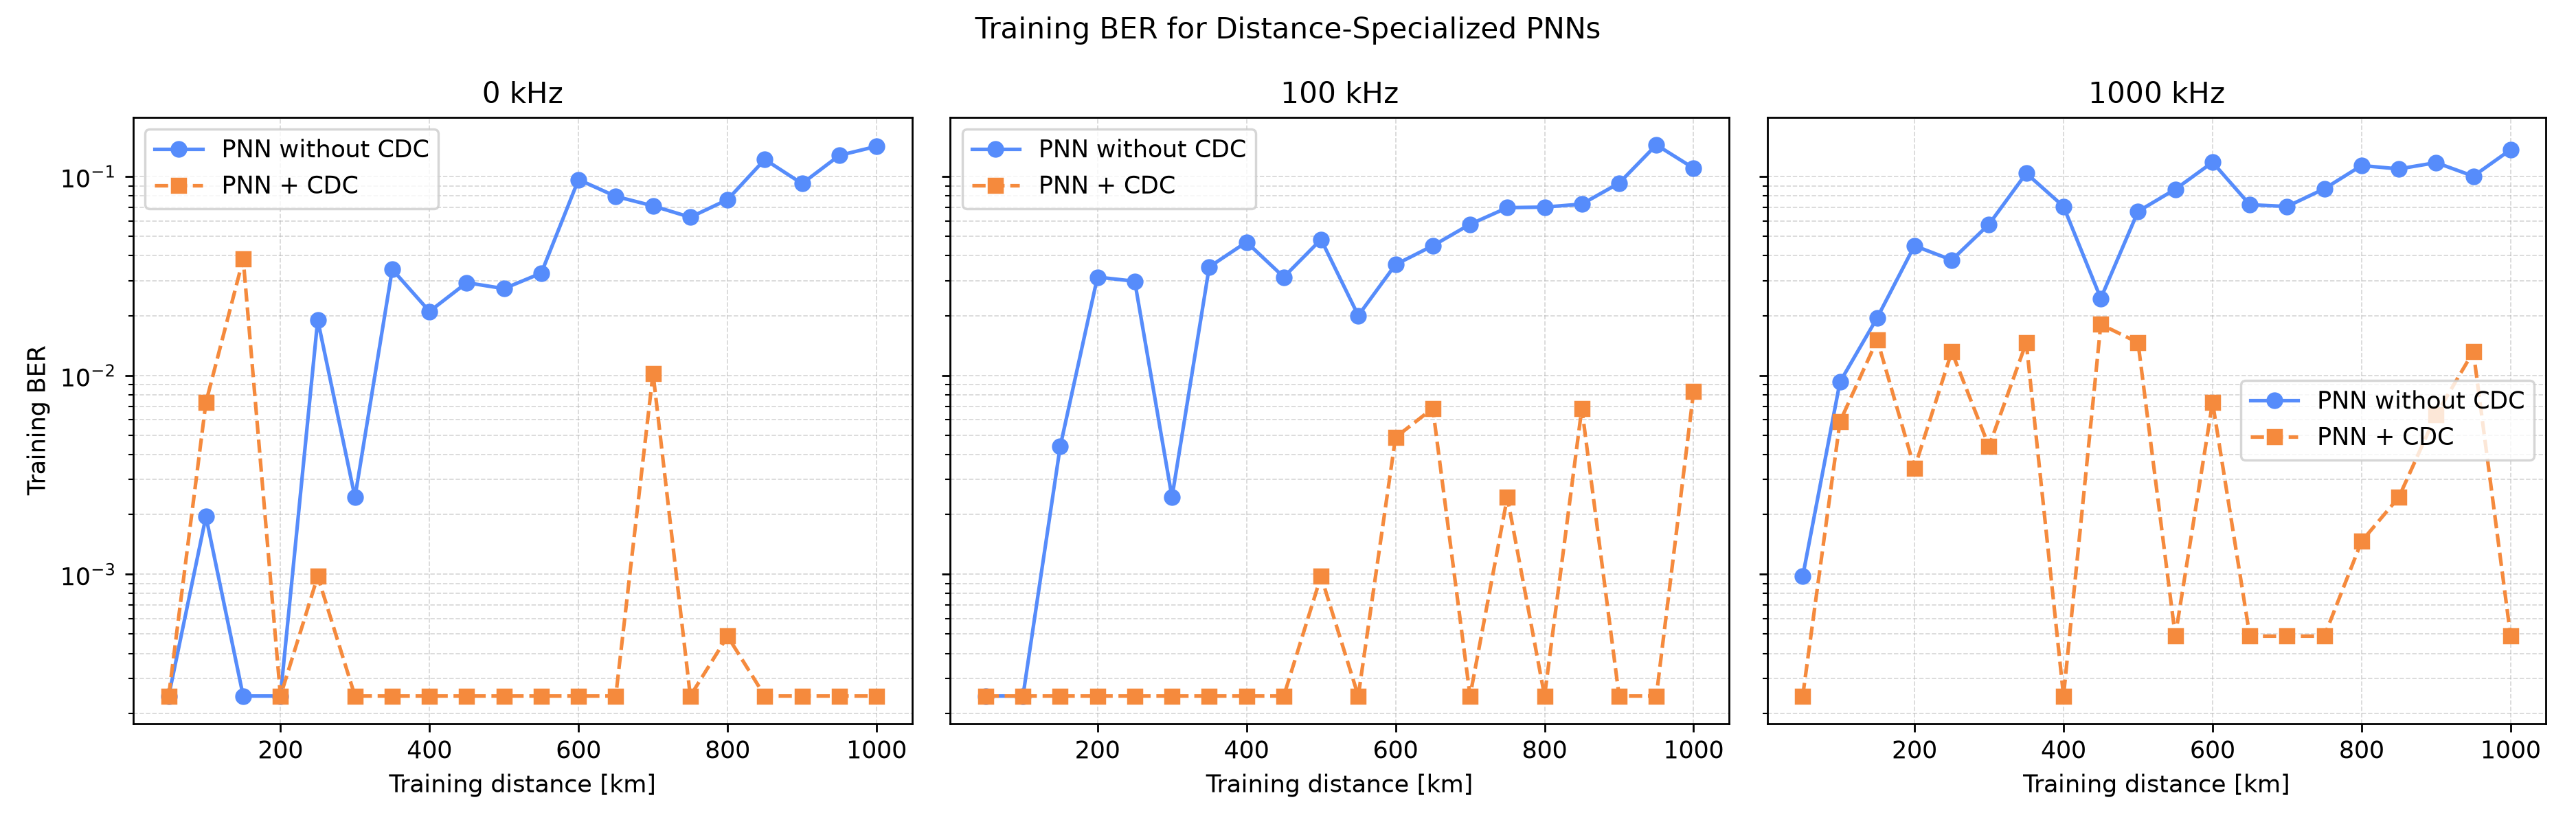 Training BER for Distance-Specialized PNNs
0 kHz
PNN without CDC
PNN + CDC
10⁻¹
10⁻²
10⁻³
Training BER
200 400 600 800 1000
Training distance [km]
100 kHz
PNN without CDC
PNN + CDC
200 400 600 800 1000
Training distance [km]
1000 kHz
PNN without CDC
PNN + CDC
200 400 600 800 1000
Training distance [km]